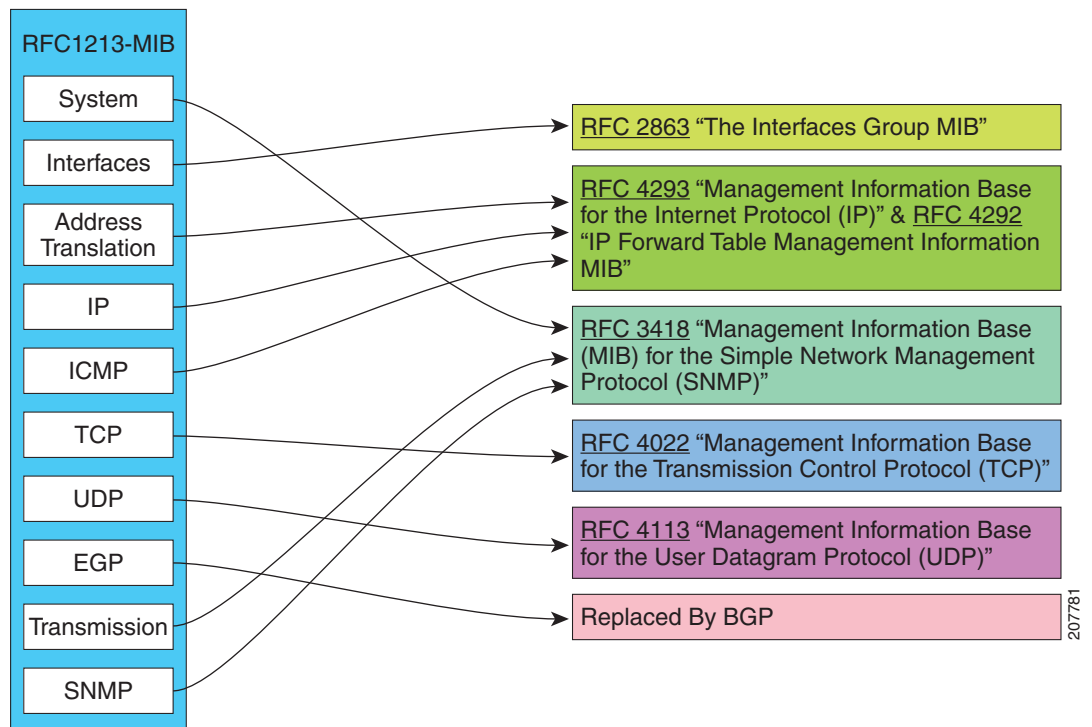 RFC1213-MIB
System
Interfaces
Address
Translation
IP
ICMP
TCP
UDP
EGP
Transmission
SNMP
RFC 2863 “The Interfaces Group MIB”
RFC 4293 “Management Information Base
for the Internet Protocol (IP)” & RFC 4292
“IP Forward Table Management Information
MIB”
RFC 3418 “Management Information Base
(MIB) for the Simple Network Management
Protocol (SNMP)”
RFC 4022 “Management Information Base
for the Transmission Control Protocol (TCP)”
RFC 4113 “Management Information Base
for the User Datagram Protocol (UDP)”
Replaced By BGP
207781